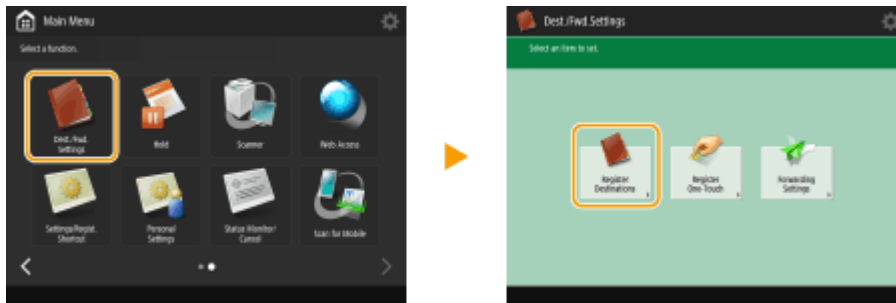 Main Menu
Select a function.
Dest./Fwd.
Settings
Hold
Scanner
Web Access
Settings/Regist.
Shortcut
Personal
Settings
Status Monitor/
Cancel
Scan for Mobile
Dest./Fwd.Settings
Select an item to set.
Register
Destinations
Register
One-Touch
Forwarding
Settings